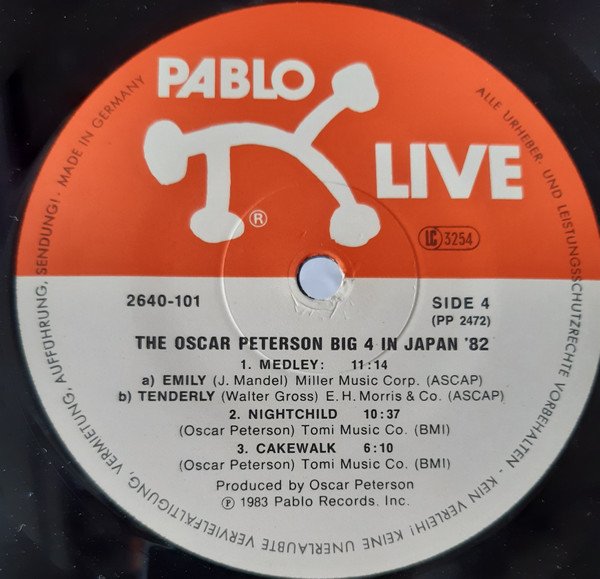 PABLO
LIVE
®
LC 3254
2640-101
SIDE 4
(PP 2472)
THE OSCAR PETERSON BIG 4 IN JAPAN '82
1. MEDLEY: 11:14
a) EMILY (J. Mandel) Miller Music Corp. (ASCAP)
b) TENDERLY (Walter Gross) E. H. Morris & Co. (ASCAP)
2. NIGHTCHILD 10:37
(Oscar Peterson) Tomi Music Co. (BMI)
3. CAKEWALK 6:10
(Oscar Peterson) Tomi Music Co. (BMI)
Produced by Oscar Peterson
℗ 1983 Pablo Records. Inc.
ALLE URHEBER- UND LEISTUNGSSCHUTZRECHTE VORBEHALTEN - KEIN VERLEIH! KEINE UNERLAUBTE VERVIELFÄLTIGUNG, VERMIETUNG, AUFFÜHRUNG, SENDUNG! · MADE IN GERMANY